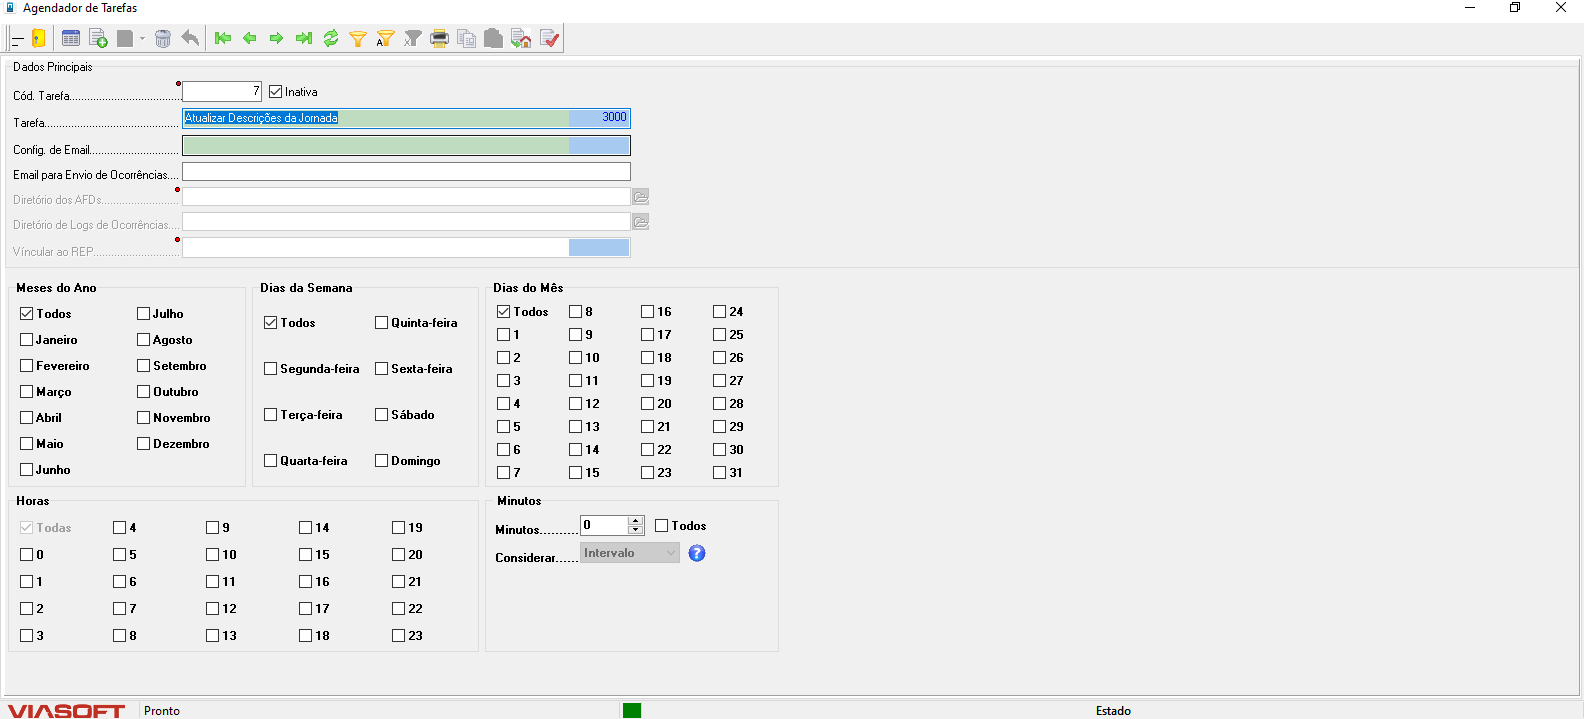 Agendador de Tarefas
Dados Principais
Cód. Tarefa 7 Inativa
Tarefa Atualizar Descrições da Jornada 3000
Config. de Email
Email para Envio de Ocorrências
Diretório dos AFDs
Diretório de Logs de Ocorrências
Víncular ao REP
Meses do Ano
Todos Julho
Janeiro Agosto
Fevereiro Setembro
Março Outubro
Abril Novembro
Maio Dezembro
Junho
Dias da Semana
Todos Quinta-feira
Segunda-feira Sexta-feira
Terça-feira Sábado
Quarta-feira Domingo
Dias do Mês
Todos 8 16 24
1 9 17 25
2 10 18 26
3 11 19 27
4 12 20 28
5 13 21 29
6 14 22 30
7 15 23 31
Horas
Todas 4 9 14 19
0 5 10 15 20
1 6 11 16 21
2 7 12 17 22
3 8 13 18 23
Minutos
Minutos 0 Todos
Considerar Intervalo ?
VIASOFT Pronto Estado